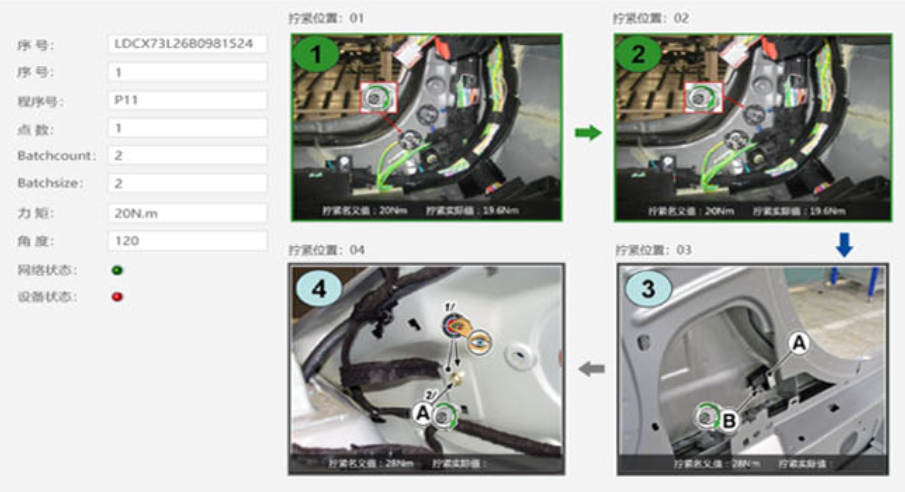 序 号: LDCX73L26B0981524
序 号: 1
程序号: P11
点 数: 1
Batchcount: 2
Batchsize: 2
力 矩: 20N.m
角 度: 120
网络状态:
设备状态:
拧紧位置: 01
1
拧紧名义值:20Nm 拧紧实际值:19.6Nm
拧紧位置: 02
2
拧紧名义值:20Nm 拧紧实际值:19.6Nm
拧紧位置: 04
4
1/
2/
A
拧紧名义值:28Nm 拧紧实际值:
拧紧位置: 03
3
A
B
拧紧名义值:28Nm 拧紧实际值: